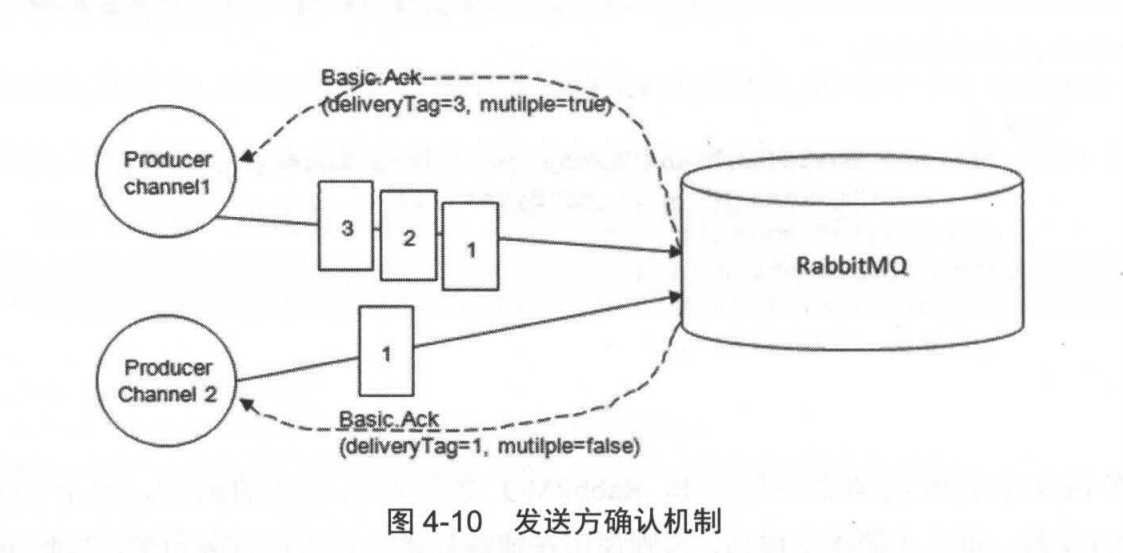 Basic.Ack
(deliveryTag=3, mutilple=true)
Producer
channel1
3
2
1
RabbitMQ
1
Producer
Channel 2
Basic.Ack
(deliveryTag=1, mutilple=false)
图 4-10 发送方确认机制